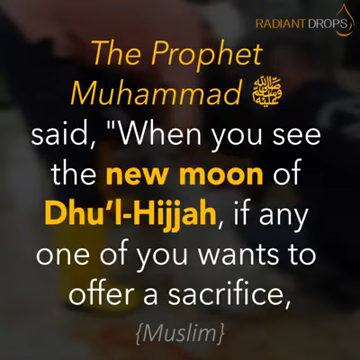 RADIANT DROPS
The Prophet
Muhammad ﷺ
said, "When you see
the new moon of
Dhu’l-Hijjah, if any
one of you wants to
offer a sacrifice,
{Muslim}